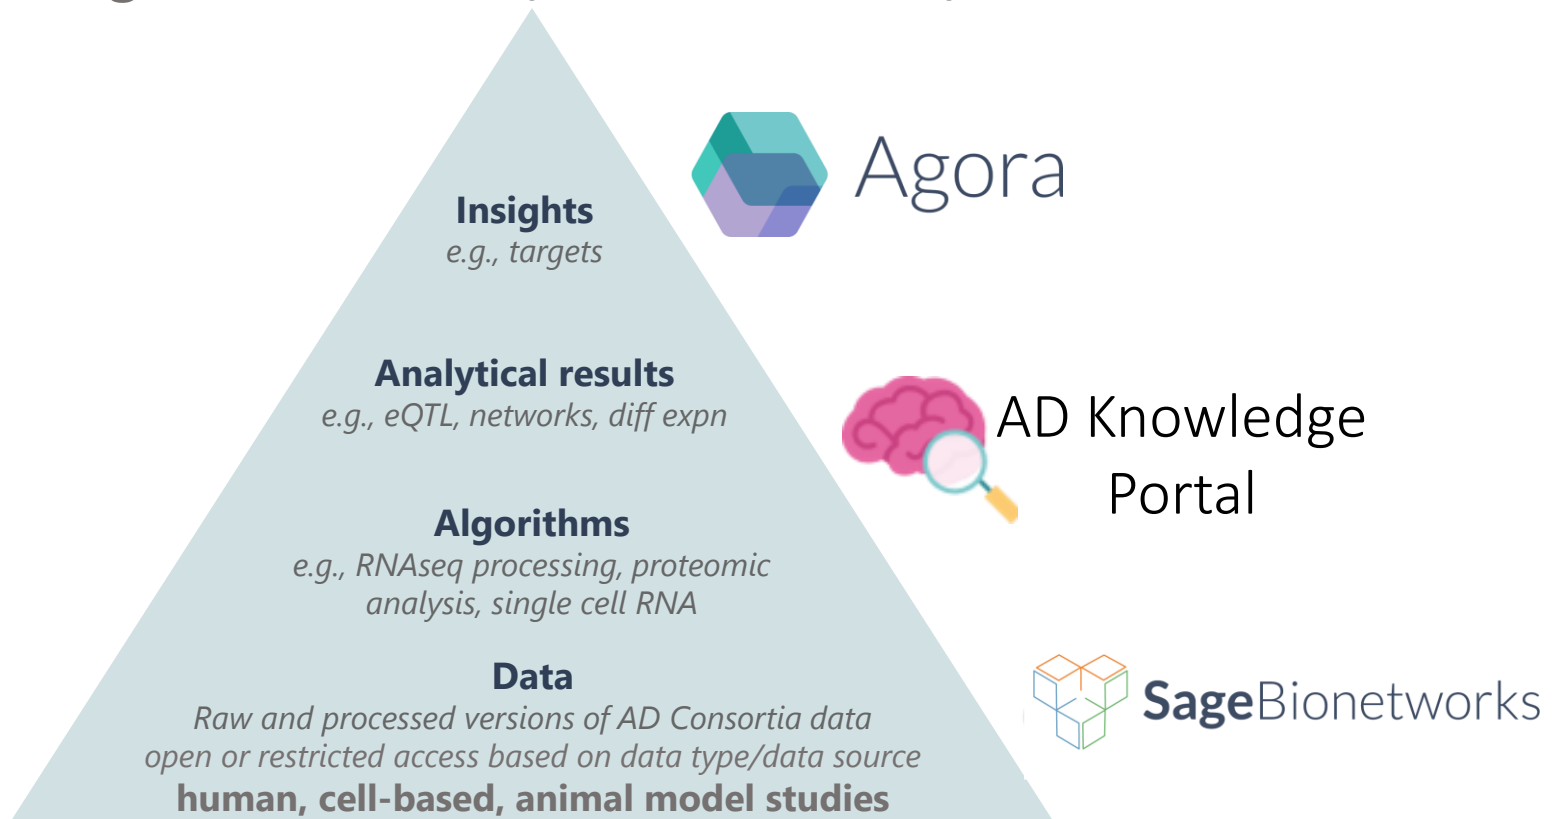 Agora
Insights
e.g., targets
Analytical results
e.g., eQTL, networks, diff expn
AD Knowledge
Portal
Algorithms
e.g., RNAseq processing, proteomic
analysis, single cell RNA
Data
SageBionetworks
Raw and processed versions of AD Consortia data
open or restricted access based on data type/data source
human, cell-based, animal model studies